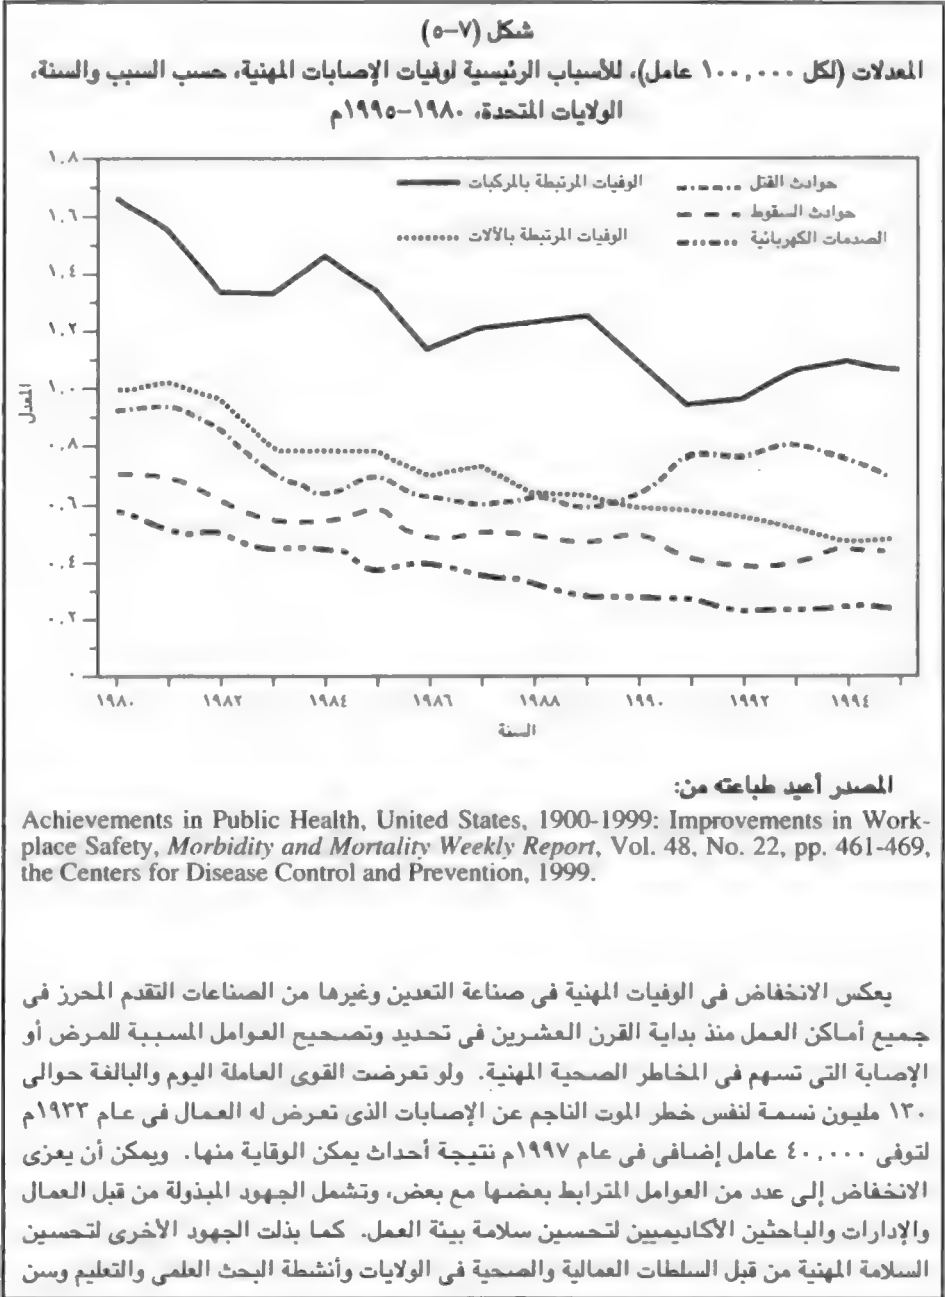 شكل (٧-٥)
المعدلات (لكل ١٠٠,٠٠٠ عامل)، للأسباب الرئيسية لوفيات الإصابات المهنية، حسب السبب والسنة،
الولايات المتحدة، ١٩٨٠-١٩٩٥م
الوفيات المرتبطة بالمركبات
الوفيات المرتبطة بالآلات
حوادث القتل
حوادث السقوط
الصدمات الكهربائية
المعدل
١.٨
١.٦
١.٤
١.٢
١.٠
٠.٨
٠.٦
٠.٤
٠.٢
٠
١٩٨٠ ١٩٨٢ ١٩٨٤ ١٩٨٦ ١٩٨٨ ١٩٩٠ ١٩٩٢ ١٩٩٤
السنة
المصدر أعيد طباعته من:
Achievements in Public Health, United States, 1900-1999: Improvements in Work-
place Safety, Morbidity and Mortality Weekly Report, Vol. 48, No. 22, pp. 461-469,
the Centers for Disease Control and Prevention, 1999.
يعكس الانخفاض فى الوفيات المهنية فى صناعة التعدين وغيرها من الصناعات التقدم المحرز فى
جميع أماكن العمل منذ بداية القرن العشرين فى تحديد وتصحيح العوامل المسببة للمرض أو
الإصابة التى تسهم فى المخاطر الصحية المهنية. ولو تعرضت القوى العاملة اليوم والبالغة حوالى
١٣٠ مليون نسمة لنفس خطر الموت الناجم عن الإصابات الذى تعرض له العمال فى عام ١٩٣٣م
لتوفى ٤٠,٠٠٠ عامل إضافى فى عام ١٩٩٧م نتيجة أحداث يمكن الوقاية منها. ويمكن أن يعزى
الانخفاض إلى عدد من العوامل المترابط بعضها مع بعض، وتشمل الجهود المبذولة من قبل العمال
والإدارات والباحثين الأكاديميين لتحسين سلامة بيئة العمل. كما بذلت الجهود الأخرى لتحسين
السلامة المهنية من قبل السلطات العمالية والصحية فى الولايات وأنشطة البحث العلمى والتعليم وسن